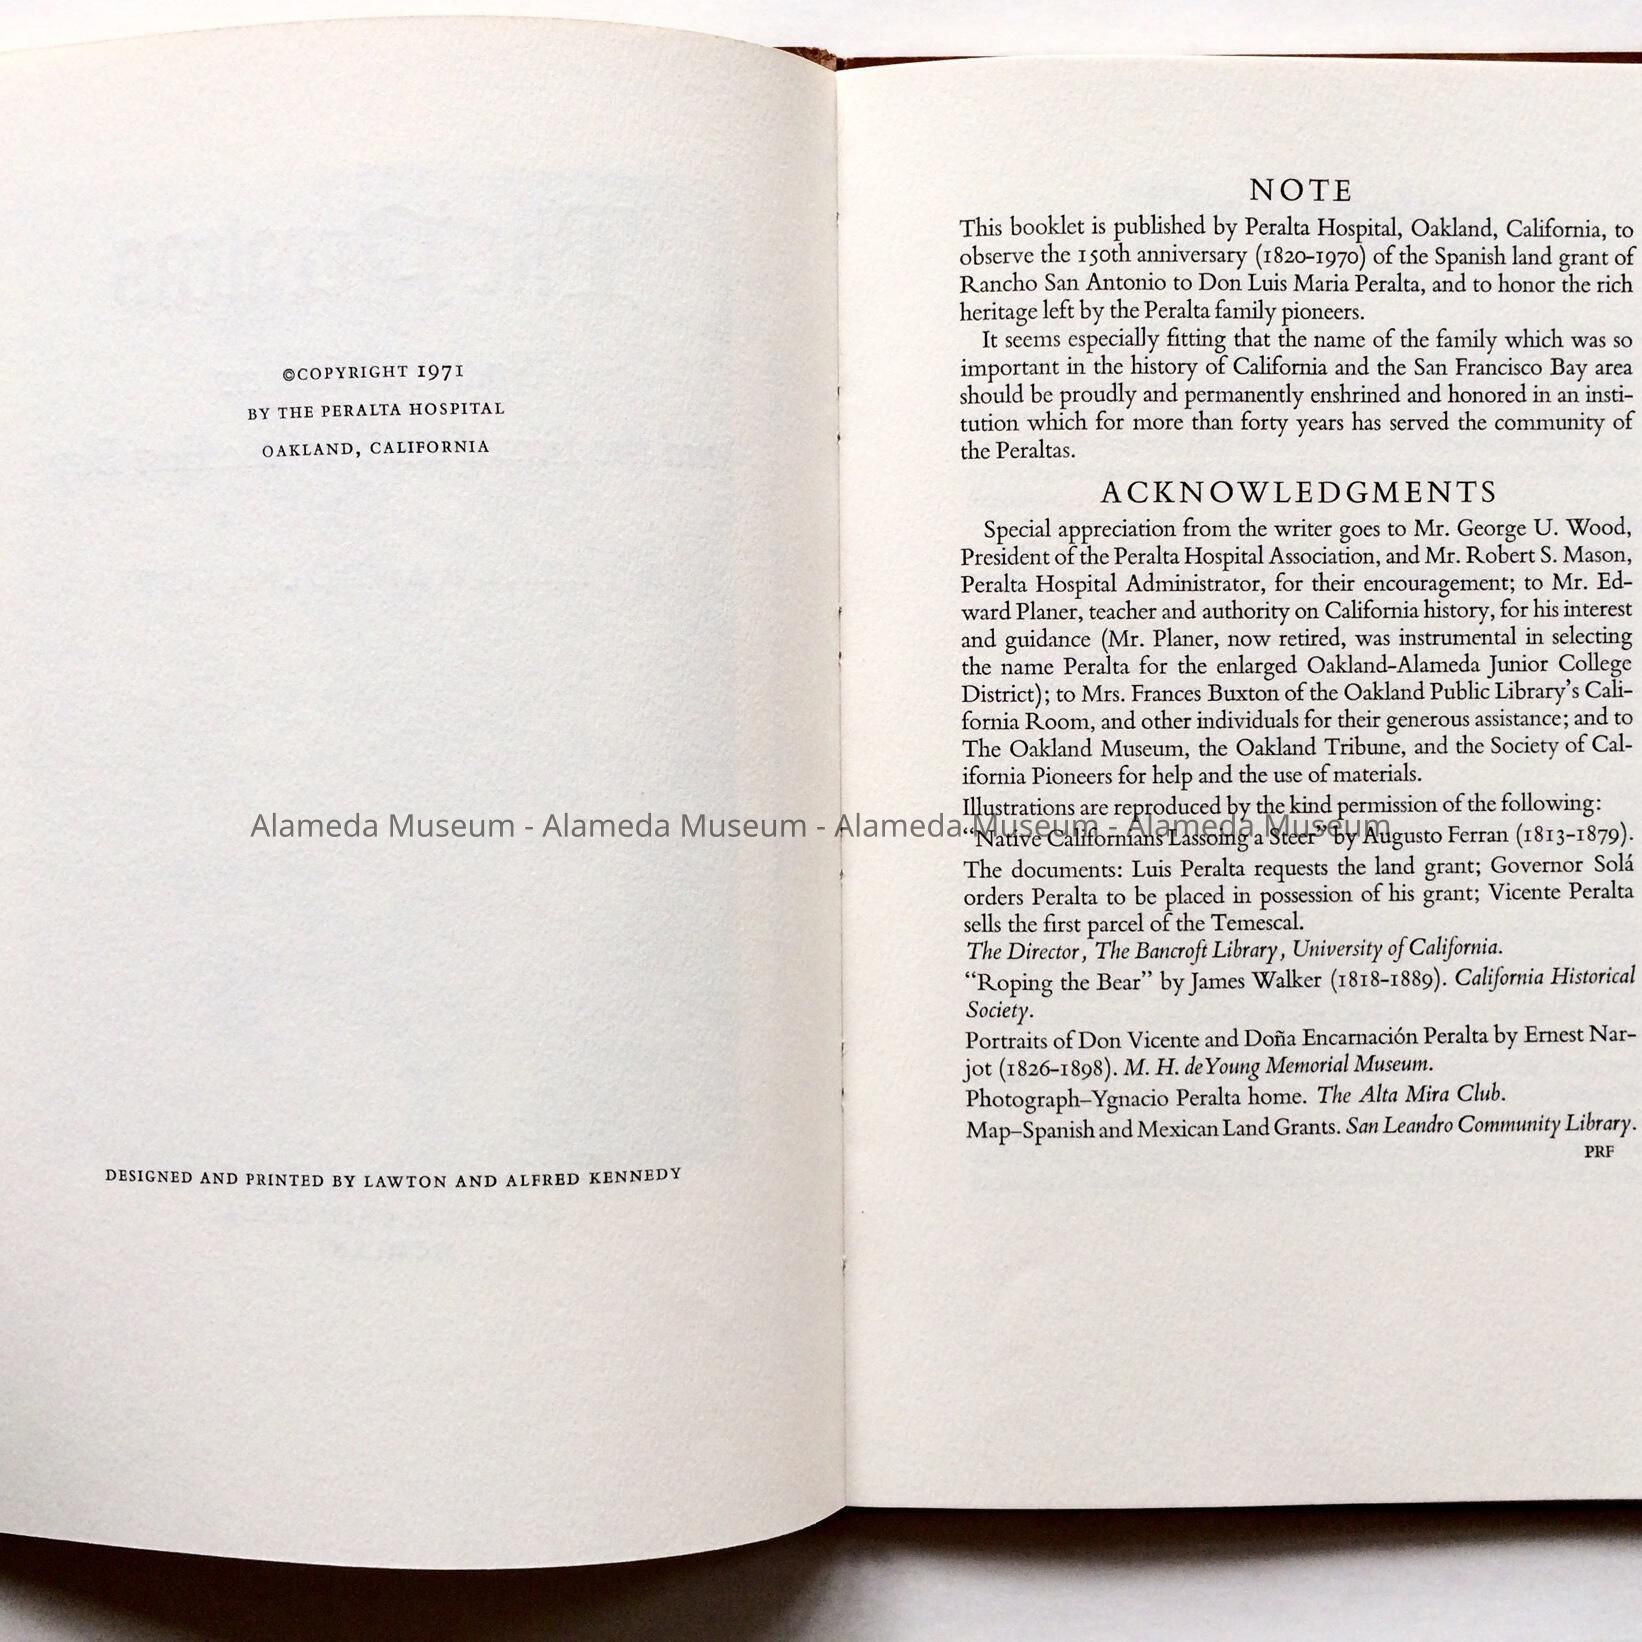 ©COPYRIGHT 1971
BY THE PERALTA HOSPITAL
OAKLAND, CALIFORNIA
DESIGNED AND PRINTED BY LAWTON AND ALFRED KENNEDY
NOTE
This booklet is published by Peralta Hospital, Oakland, California, to
observe the 150th anniversary (1820-1970) of the Spanish land grant of
Rancho San Antonio to Don Luis Maria Peralta, and to honor the rich
heritage left by the Peralta family pioneers.
It seems especially fitting that the name of the family which was so
important in the history of California and the San Francisco Bay area
should be proudly and permanently enshrined and honored in an insti-
tution which for more than forty years has served the community of
the Peraltas.
ACKNOWLEDGMENTS
Special appreciation from the writer goes to Mr. George U. Wood,
President of the Peralta Hospital Association, and Mr. Robert S. Mason,
Peralta Hospital Administrator, for their encouragement; to Mr. Ed-
ward Planer, teacher and authority on California history, for his interest
and guidance (Mr. Planer, now retired, was instrumental in selecting
the name Peralta for the enlarged Oakland-Alameda Junior College
District); to Mrs. Frances Buxton of the Oakland Public Library's Cali-
fornia Room, and other individuals for their generous assistance; and to
The Oakland Museum, the Oakland Tribune, and the Society of Cal-
ifornia Pioneers for help and the use of materials.
Illustrations are reproduced by the kind permission of the following:
"Native Californians Lassoing a Steer" by Augusto Ferran (1813-1879).
The documents: Luis Peralta requests the land grant; Governor Solá
orders Peralta to be placed in possession of his grant; Vicente Peralta
sells the first parcel of the Temescal.
The Director, The Bancroft Library, University of California.
"Roping the Bear" by James Walker (1818-1889). California Historical
Society.
Portraits of Don Vicente and Doña Encarnación Peralta by Ernest Nar-
jot (1826-1898). M. H. deYoung Memorial Museum.
Photograph–Ygnacio Peralta home. The Alta Mira Club.
Map–Spanish and Mexican Land Grants. San Leandro Community Library.
PRF
Alameda Museum - Alameda Museum - Alameda Museum - Alameda Museum